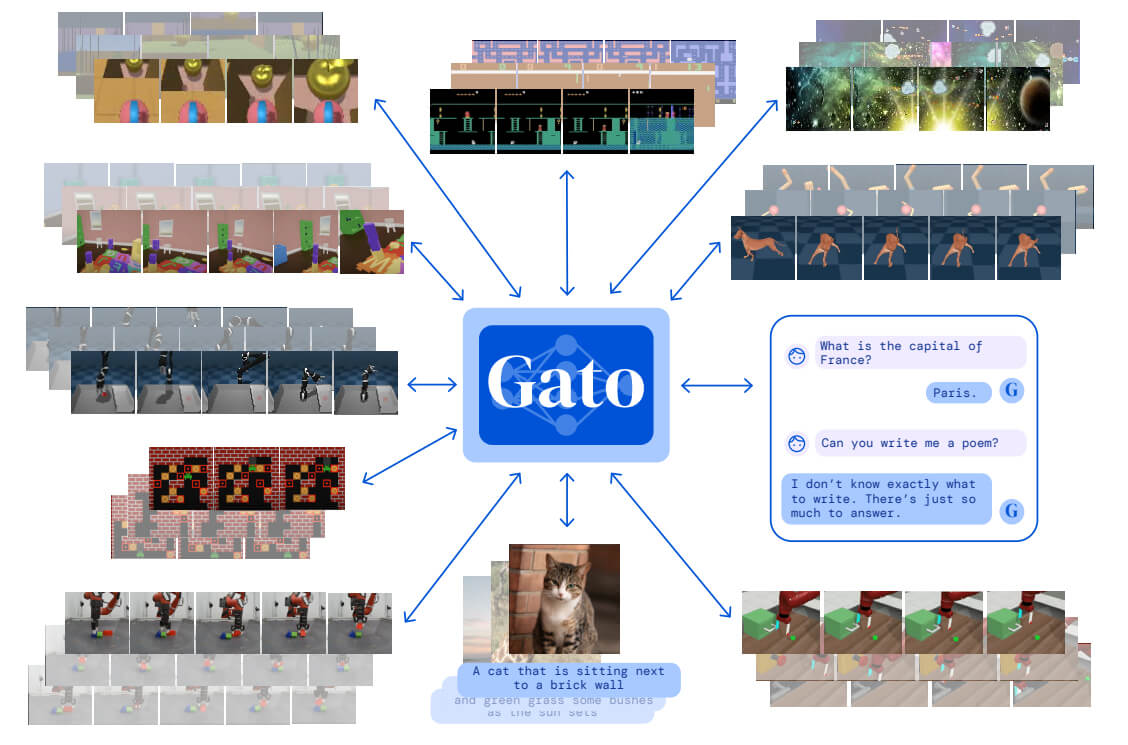 Gato
What is the capital of
France?
Paris.
G
Can you write me a poem?
I don't know exactly what
to write. There's just so
much to answer.
G
A cat that is sitting next
to a brick wall
and green grass some bushes
as the sun sets